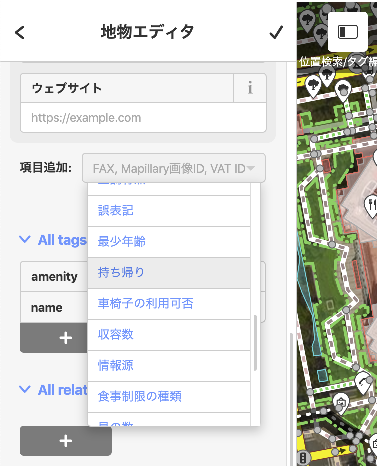 地物エディタ
ウェブサイト
https://example.com
位置検索/タグ編
項目追加:
FAX, Mapillary画像ID, VAT ID
誤表記
All tags
最少年齢
amenity
持ち帰り
name
車椅子の利用可否
収容数
情報源
All relat
食事制限の種類
星の数